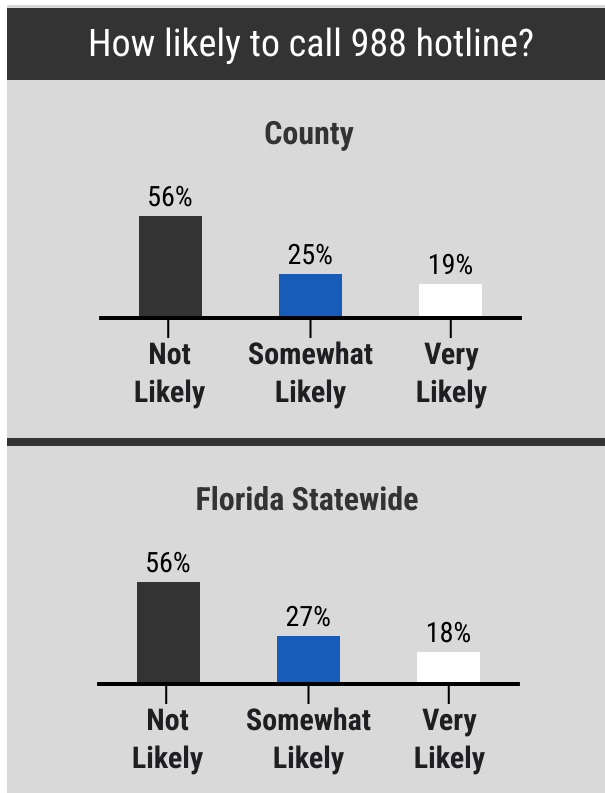 How likely to call 988 hotline?
County
56%
25%
19%
Not Likely
Somewhat Likely
Very Likely
Florida Statewide
56%
27%
18%
Not Likely
Somewhat Likely
Very Likely